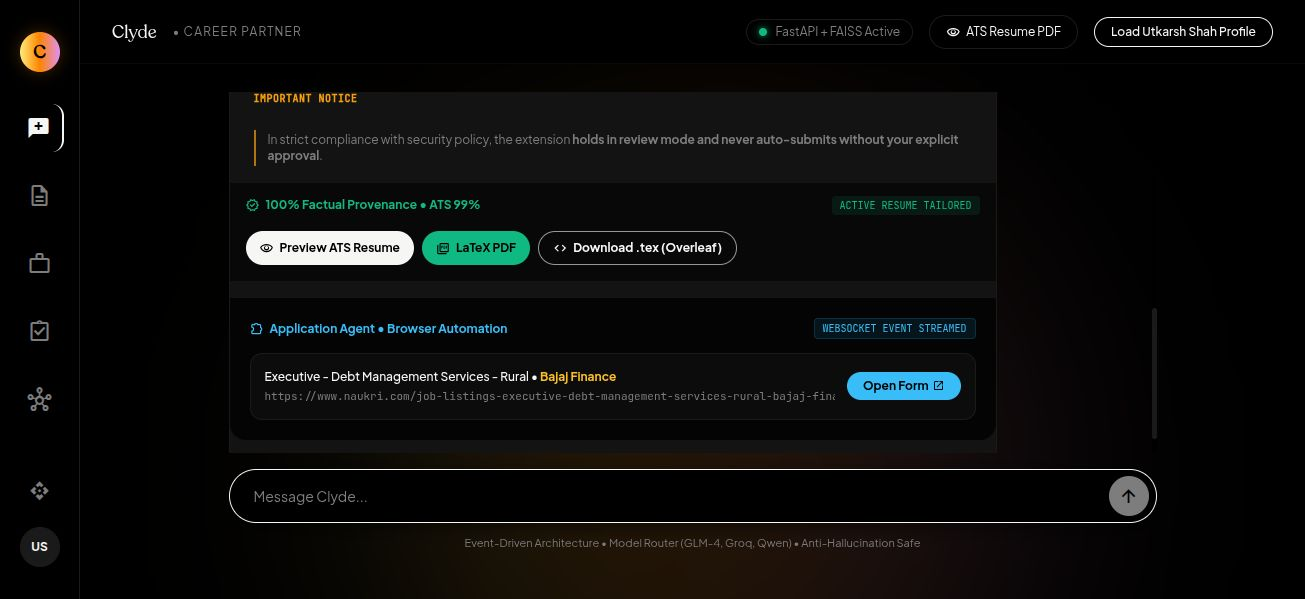 C
Clyde
• CAREER PARTNER
FastAPI + FAISS Active
ATS Resume PDF
Load Utkarsh Shah Profile
IMPORTANT NOTICE
In strict compliance with security policy, the extension holds in review mode and never auto-submits without your explicit
approval.
100% Factual Provenance • ATS 99%
ACTIVE RESUME TAILORED
Preview ATS Resume
LaTeX PDF
<> Download .tex (Overleaf)
Application Agent • Browser Automation
WEBSOCKET EVENT STREAMED
Executive - Debt Management Services - Rural • Bajaj Finance
https://www.naukri.com/job-listings-executive-debt-management-services-rural-bajaj-fina
Open Form
Message Clyde...
Event-Driven Architecture • Model Router (GLM-4, Groq, Qwen) • Anti-Hallucination Safe
US